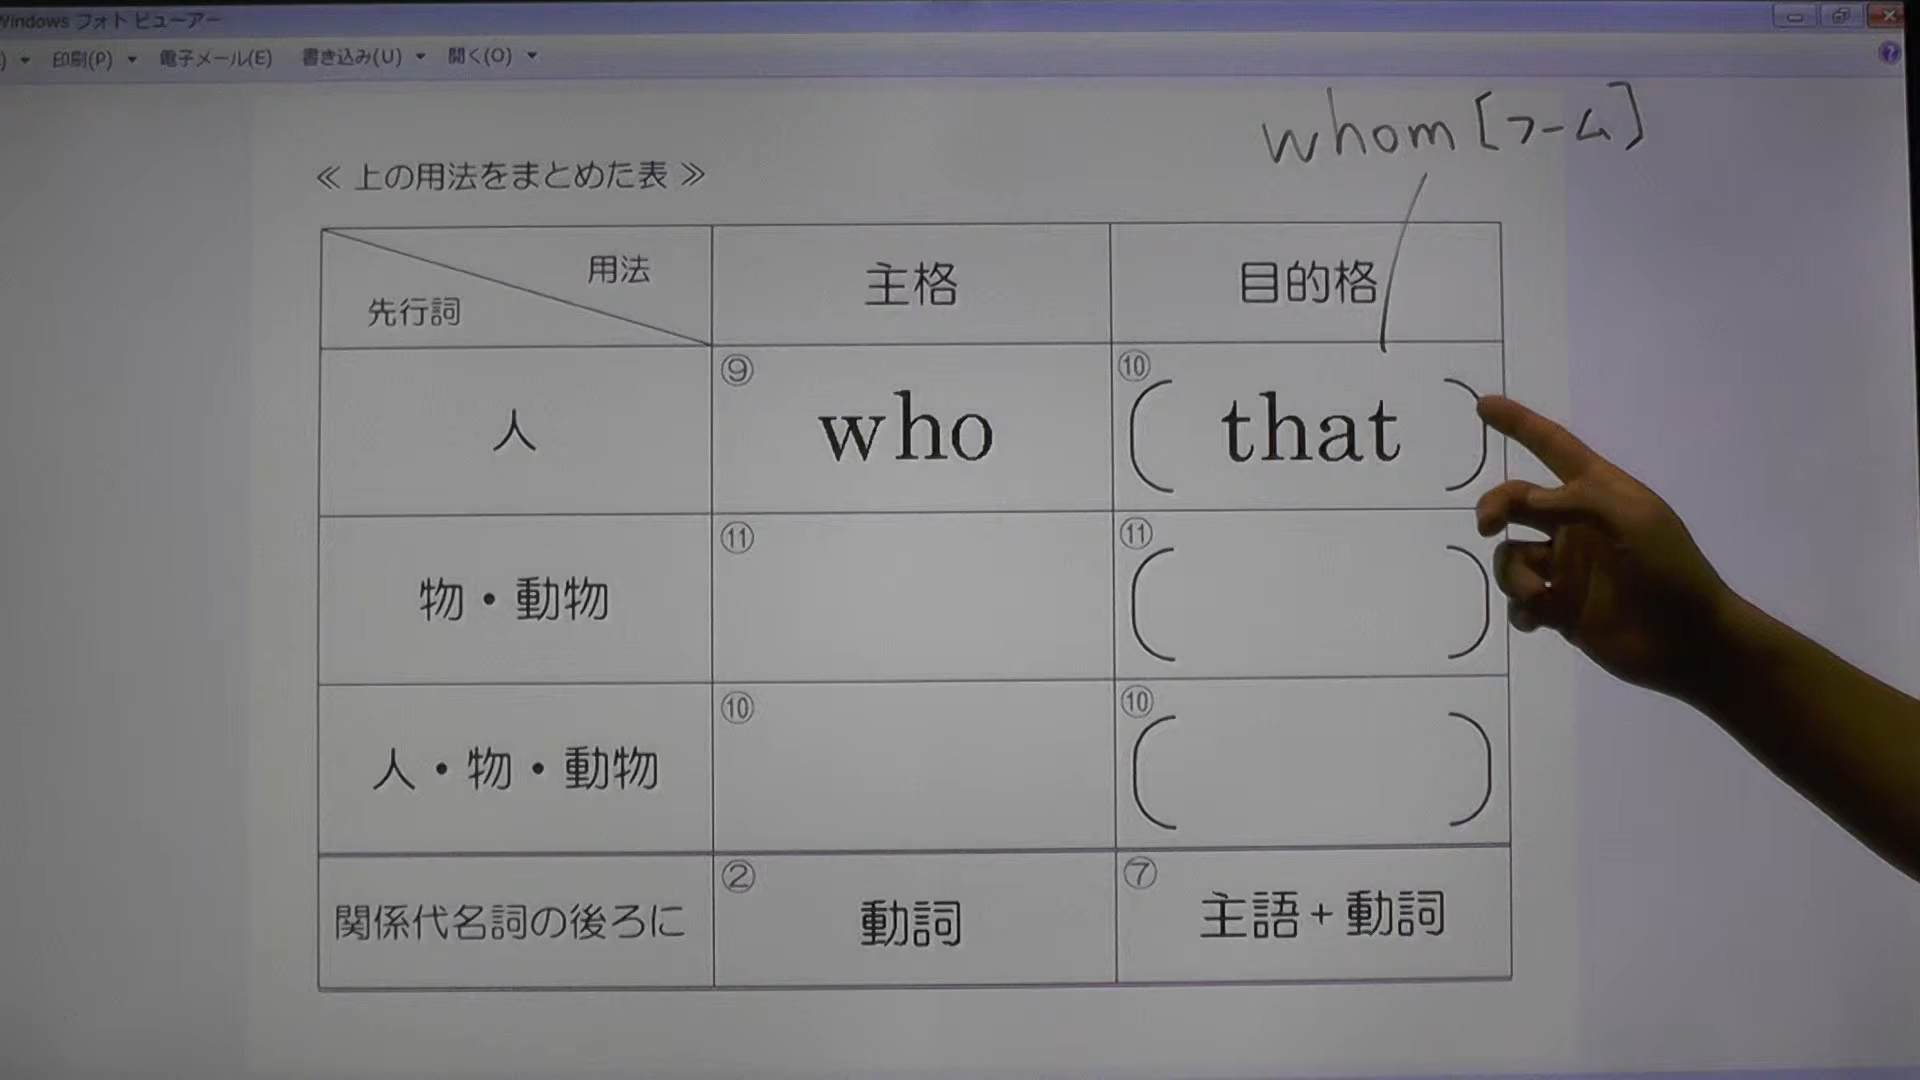 Windows フォト ビューアー
印刷(P) 電子メール(E) 書き込み(U) 開く(O)
whom [フーム]
≪ 上の用法をまとめた表 ≫
用法
先行詞
主格
目的格
人
⑨ who
⑩ ( that )
物・動物
⑪
⑪ ( )
人・物・動物
⑩
⑩ ( )
関係代名詞の後ろに
② 動詞
⑦ 主語+動詞